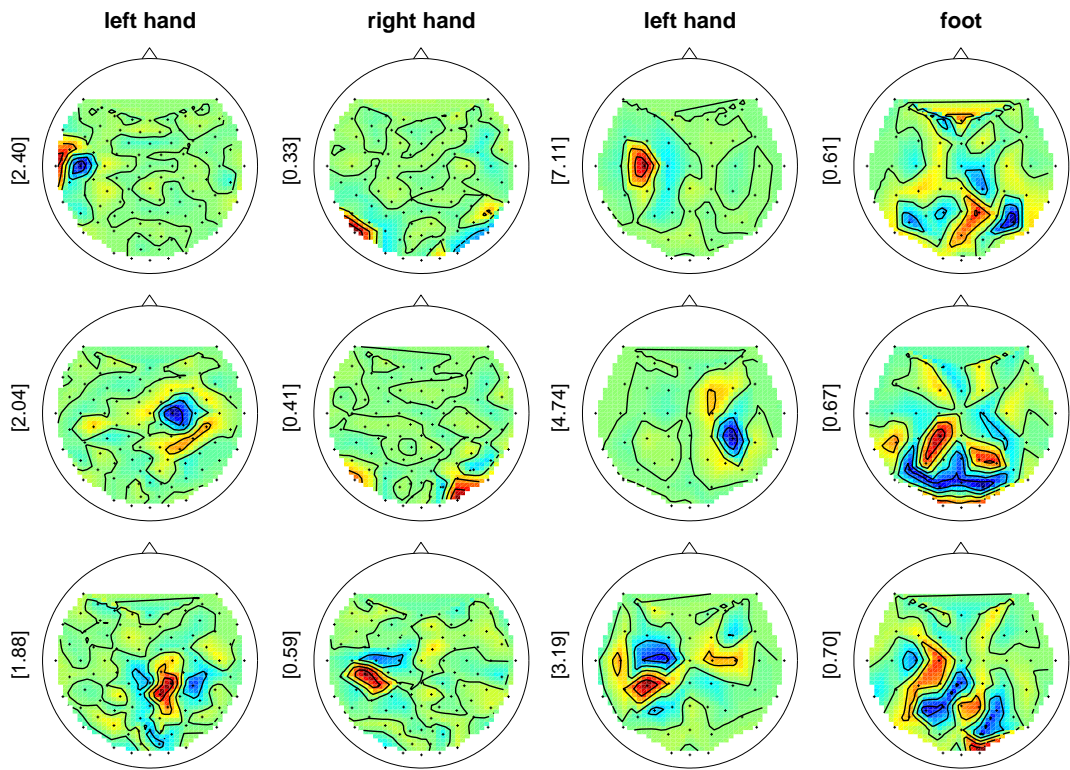 left hand right hand left hand foot
[2.40] [0.33] [7.11] [0.61]
[2.04] [0.41] [4.74] [0.67]
[1.88] [0.59] [3.19] [0.70]